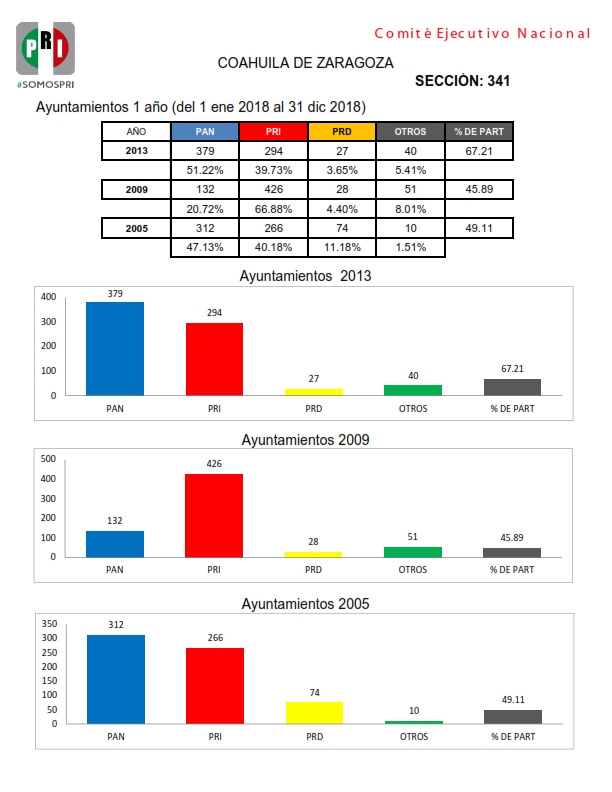 Comité Ejecutivo Nacional
PRI
#SOMOSPRI
COAHUILA DE ZARAGOZA
SECCIÓN: 341
Ayuntamientos 1 año (del 1 ene 2018 al 31 dic 2018)
AÑO PAN PRI PRD OTROS % DE PART
2013 379 294 27 40 67.21
51.22% 39.73% 3.65% 5.41%
2009 132 426 28 51 45.89
20.72% 66.88% 4.40% 8.01%
2005 312 266 74 10 49.11
47.13% 40.18% 11.18% 1.51%
Ayuntamientos 2013
400
300
200
100
0
379 294 27 40 67.21
PAN PRI PRD OTROS % DE PART
Ayuntamientos 2009
500
400
300
200
100
0
132 426 28 51 45.89
PAN PRI PRD OTROS % DE PART
Ayuntamientos 2005
350
300
250
200
150
100
50
0
312 266 74 10 49.11
PAN PRI PRD OTROS % DE PART